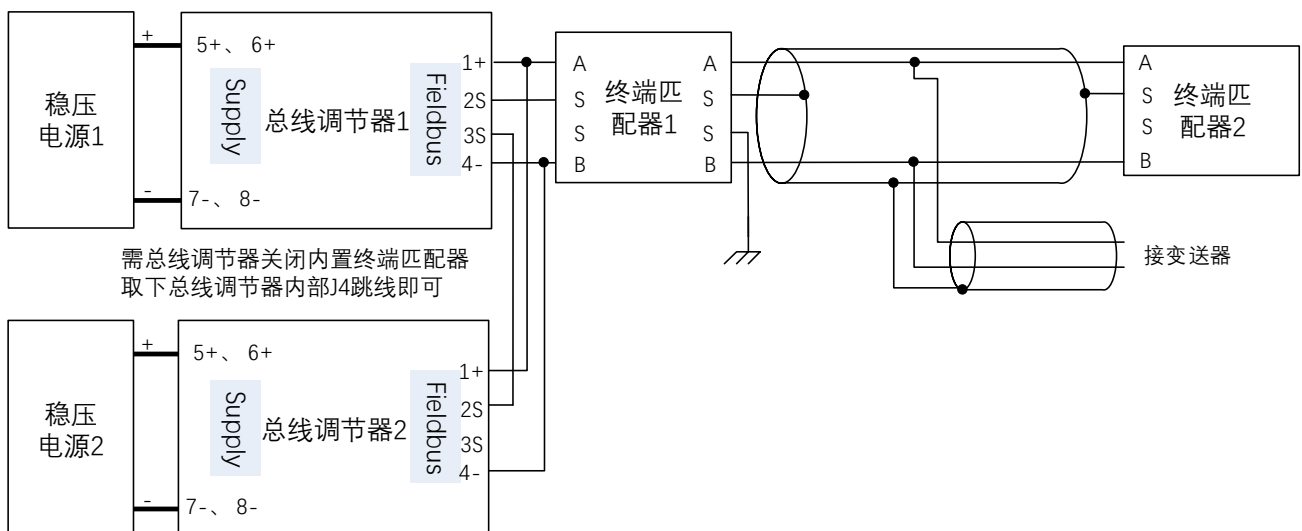 稳压
电源1
+
-
5+、 6+
Supply
总线调节器1
Fieldbus
7-、 8-
1+
2S
3S
4-
A
S
S
B
终端匹
配器1
A
S
S
B
A
S
S
B
终端匹
配器2
接变送器
需总线调节器关闭内置终端匹配器
取下总线调节器内部J4跳线即可
稳压
电源2
+
-
5+、 6+
Supply
总线调节器2
Fieldbus
7-、 8-
1+
2S
3S
4-